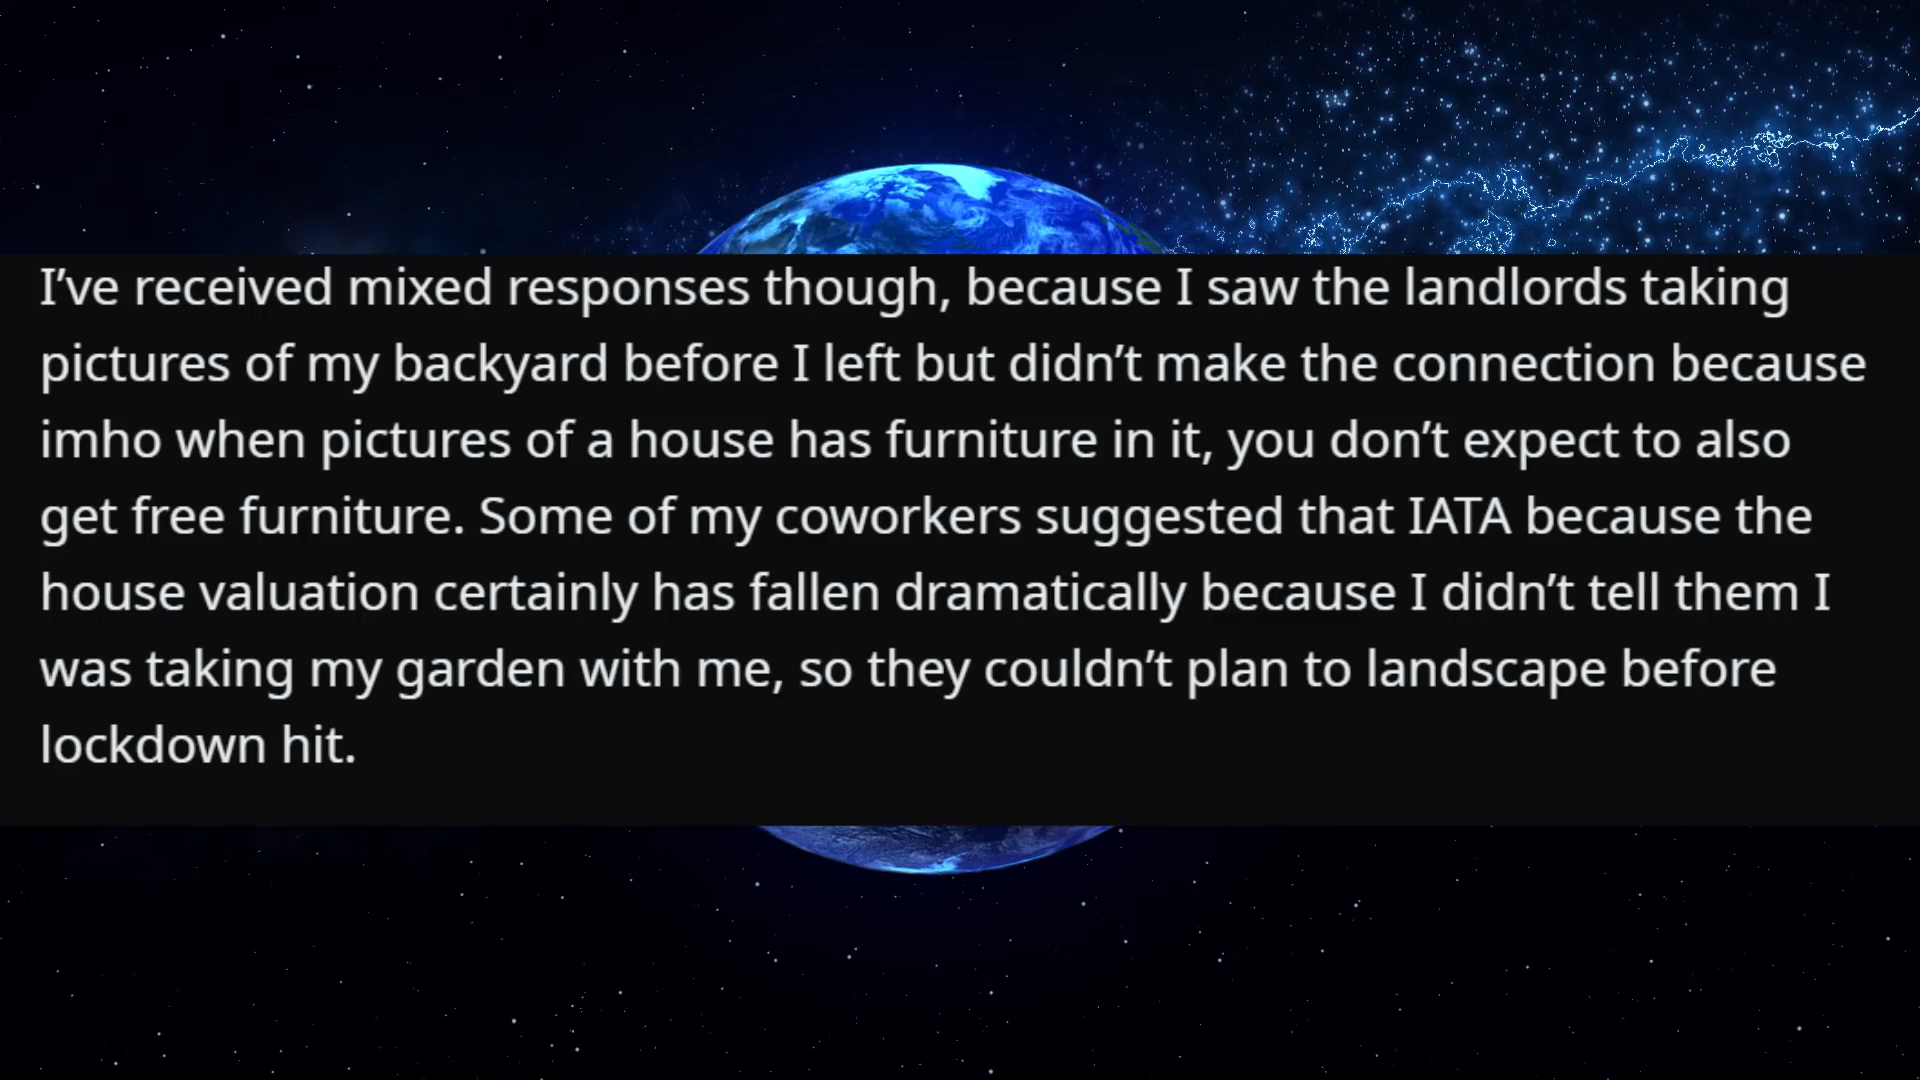 I’ve received mixed responses though, because I saw the landlords taking
pictures of my backyard before I left but didn’t make the connection because
imho when pictures of a house has furniture in it, you don’t expect to also
get free furniture. Some of my coworkers suggested that IATA because the
house valuation certainly has fallen dramatically because I didn’t tell them I
was taking my garden with me, so they couldn’t plan to landscape before
lockdown hit.